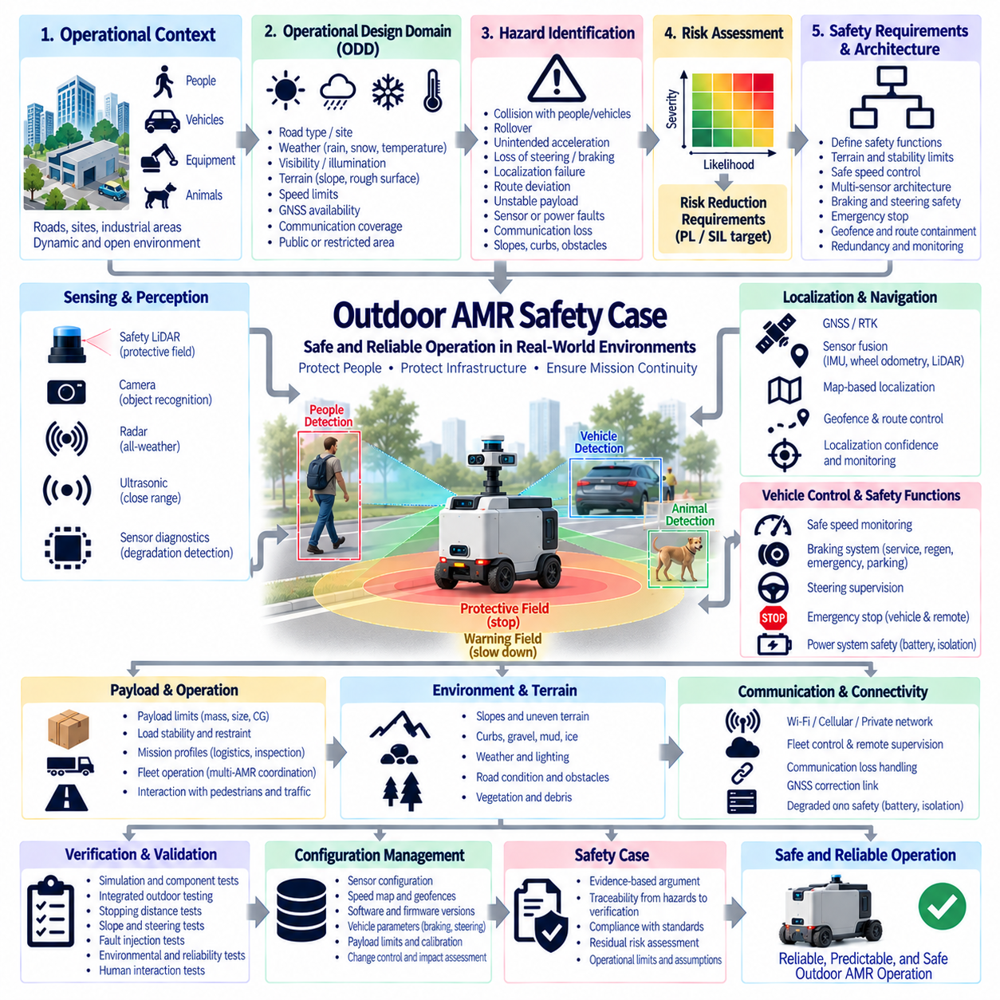 1. Operational Context
People
Vehicles
Equipment
Animals
Roads, sites, industrial areas
Dynamic and open environment
2. Operational Design Domain
(ODD)
• Road type / site
• Weather (rain, snow, temperature)
• Visibility / illumination
• Terrain (slope, rough surface)
• Speed limits
• GNSS availability
• Communication coverage
• Public or restricted area
3. Hazard Identification
• Collision with people/vehicles
• Rollover
• Unintended acceleration
• Loss of steering / braking
• Localization failure
• Route deviation
• Unstable payload
• Sensor or power faults
• Communication loss
• Slopes, curbs, obstacles
4. Risk Assessment
Severity
Likelihood
Risk Reduction
Requirements
(PL / SIL target)
5. Safety Requirements
& Architecture
• Define safety functions
• Terrain and stability limits
• Safe speed control
• Multi-sensor architecture
• Braking and steering safety
• Emergency stop
• Geofence and route containment
• Redundancy and monitoring
Sensing & Perception
Safety LiDAR
(protective field)
Camera
(object recognition)
Radar
(all-weather)
Ultrasonic
(close range)
Sensor diagnostics
(degradation detection)
Outdoor AMR Safety Case
Safe and Reliable Operation in Real-World Environments
Protect People • Protect Infrastructure • Ensure Mission Continuity
People
Detection
Vehicle
Detection
Animal
Detection
Protective Field
(stop)
Warning Field
(slow down)
Localization & Navigation
GNSS / RTK
Sensor fusion
(IMU, wheel odometry, LiDAR)
Map-based localization
Geofence & route control
Localization confidence
and monitoring
Vehicle Control & Safety Functions
Safe speed monitoring
Braking system (service, regen,
emergency, parking)
Steering supervision
STOP
Emergency stop (vehicle & remote)
Power system safety (battery, isolation)
Payload & Operation
• Payload limits (mass, size, CG)
• Load stability and restraint
• Mission profiles (logistics, inspection)
• Fleet operation (multi-AMR coordination)
• Interaction with pedestrians and traffic
Environment & Terrain
• Slopes and uneven terrain
• Curbs, gravel, mud, ice
• Weather and lighting
• Road condition and obstacles
• Vegetation and debris
Communication & Connectivity
Wi-Fi / Cellular / Private network
Fleet control & remote supervision
Communication loss handling
GNSS correction link
Degraded safety (battery, isolation)
Verification & Validation
• Simulation and component tests
• Integrated outdoor testing
• Stopping distance tests
• Slope and steering tests
• Fault injection tests
• Environmental and reliability tests
• Human interaction tests
Configuration Management
• Sensor configuration
• Speed map and geofences
• Software and firmware versions
• Vehicle parameters (braking, steering)
• Payload limits and calibration
• Change control and impact assessment
Safety Case
• Evidence-based argument
• Traceability from hazards to
verification
• Compliance with standards
• Residual risk assessment
• Operational limits and assumptions
Safe and Reliable Operation
Reliable, Predictable, and Safe
Outdoor AMR Operation